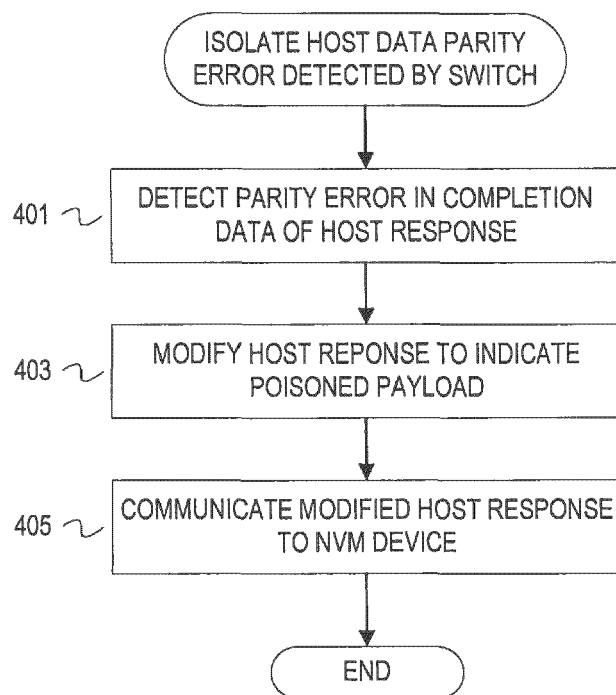 ISOLATE HOST DATA PARITY
ERROR DETECTED BY SWITCH
401
DETECT PARITY ERROR IN COMPLETION
DATA OF HOST RESPONSE
403
MODIFY HOST REPONSE TO INDICATE
POISONED PAYLOAD
405
COMMUNICATE MODIFIED HOST RESPONSE
TO NVM DEVICE
END